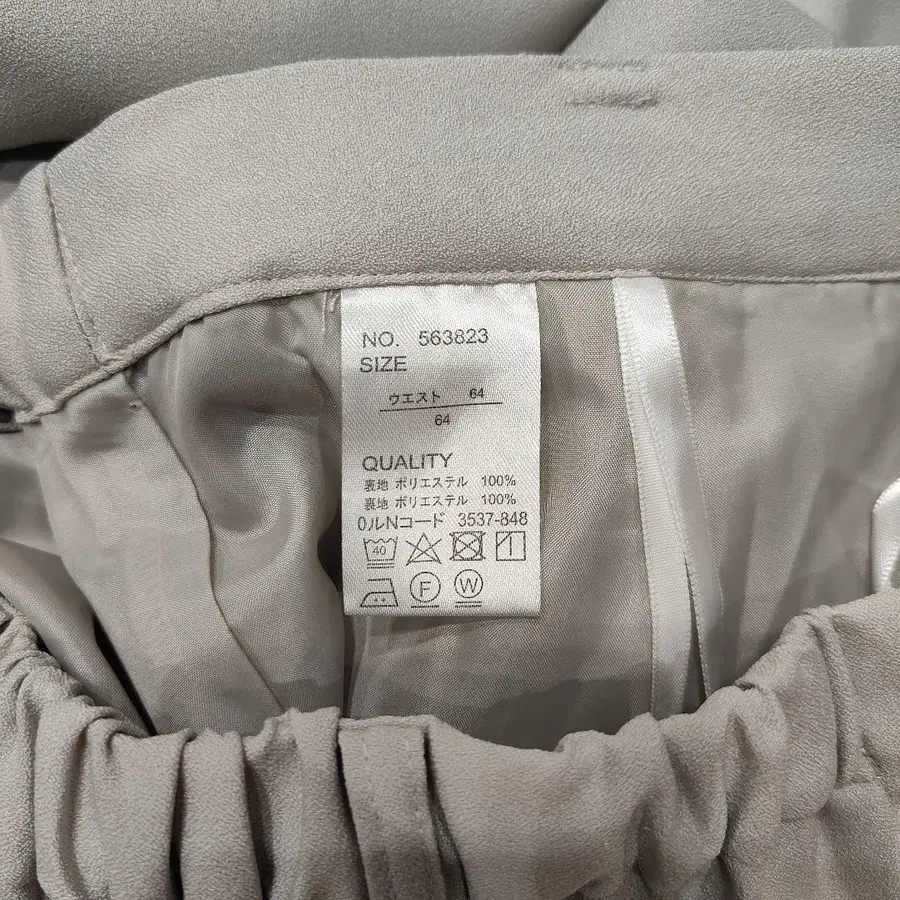 NO. 563823
SIZE
ウエスト 64
64
QUALITY
表地 ポリエステル 100%
裏地 ポリエステル 100%
0ルNコード 3537-848
40
F W